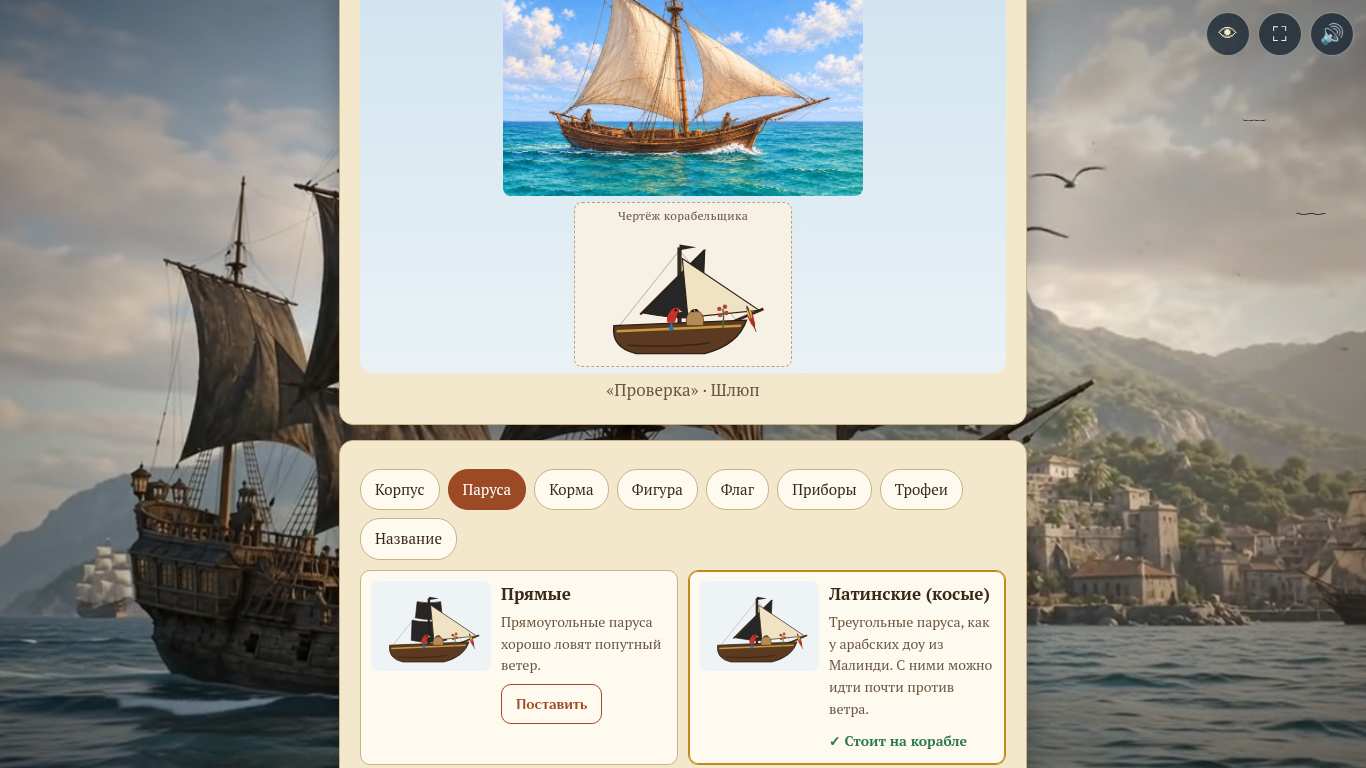 Чертёж корабельщика
«Проверка» · Шлюп
Корпус
Паруса
Корма
Фигура
Флаг
Приборы
Трофеи
Название
Прямые
Прямоугольные паруса
хорошо ловят попутный
ветер.
Поставить
Латинские (косые)
Треугольные паруса, как
у арабских доу из
Малинди. С ними можно
идти почти против
ветра.
✓ Стоит на корабле